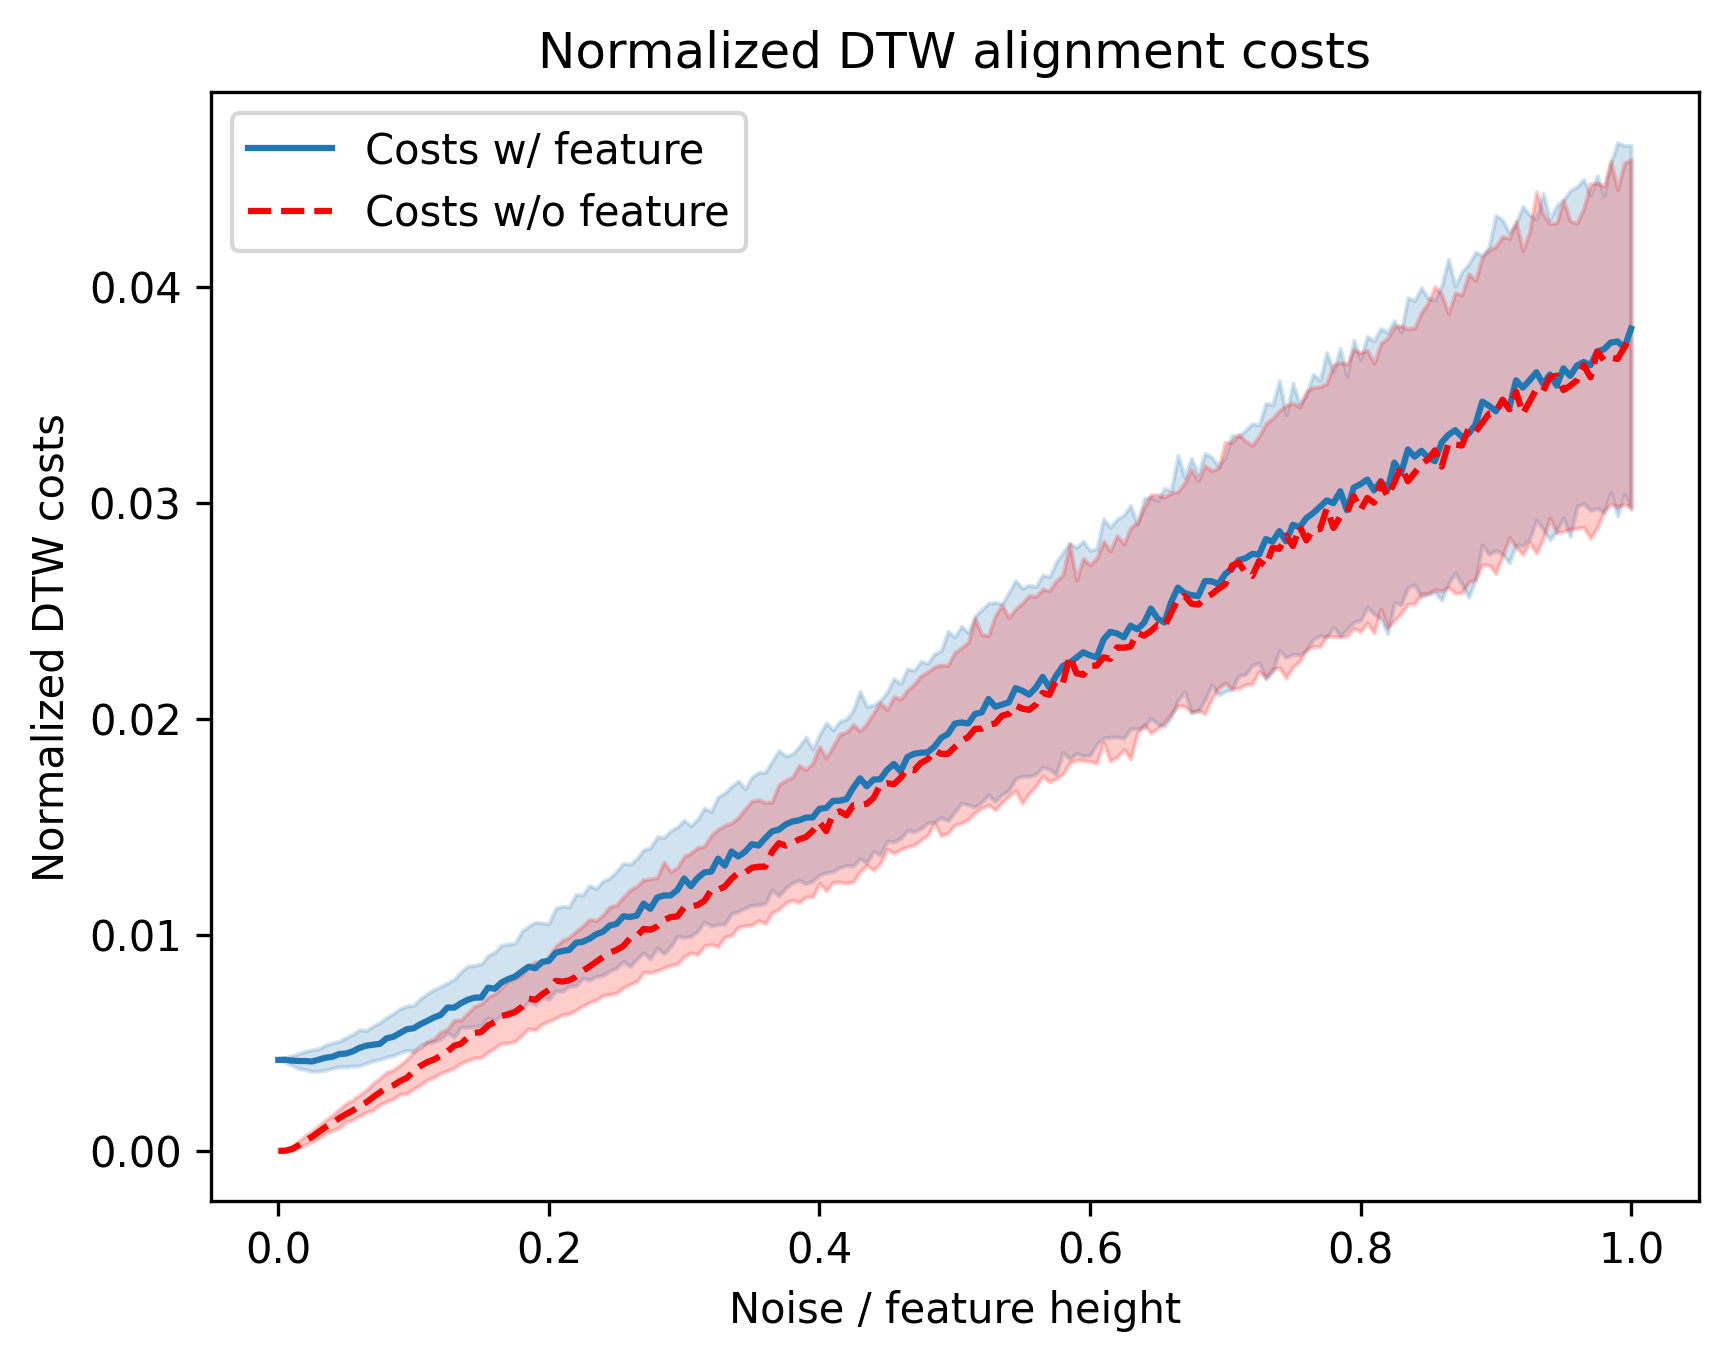 Normalized DTW alignment costs
Costs w/ feature
Costs w/o feature
Normalized DTW costs
0.04
0.03
0.02
0.01
0.00
0.0 0.2 0.4 0.6 0.8 1.0
Noise / feature height